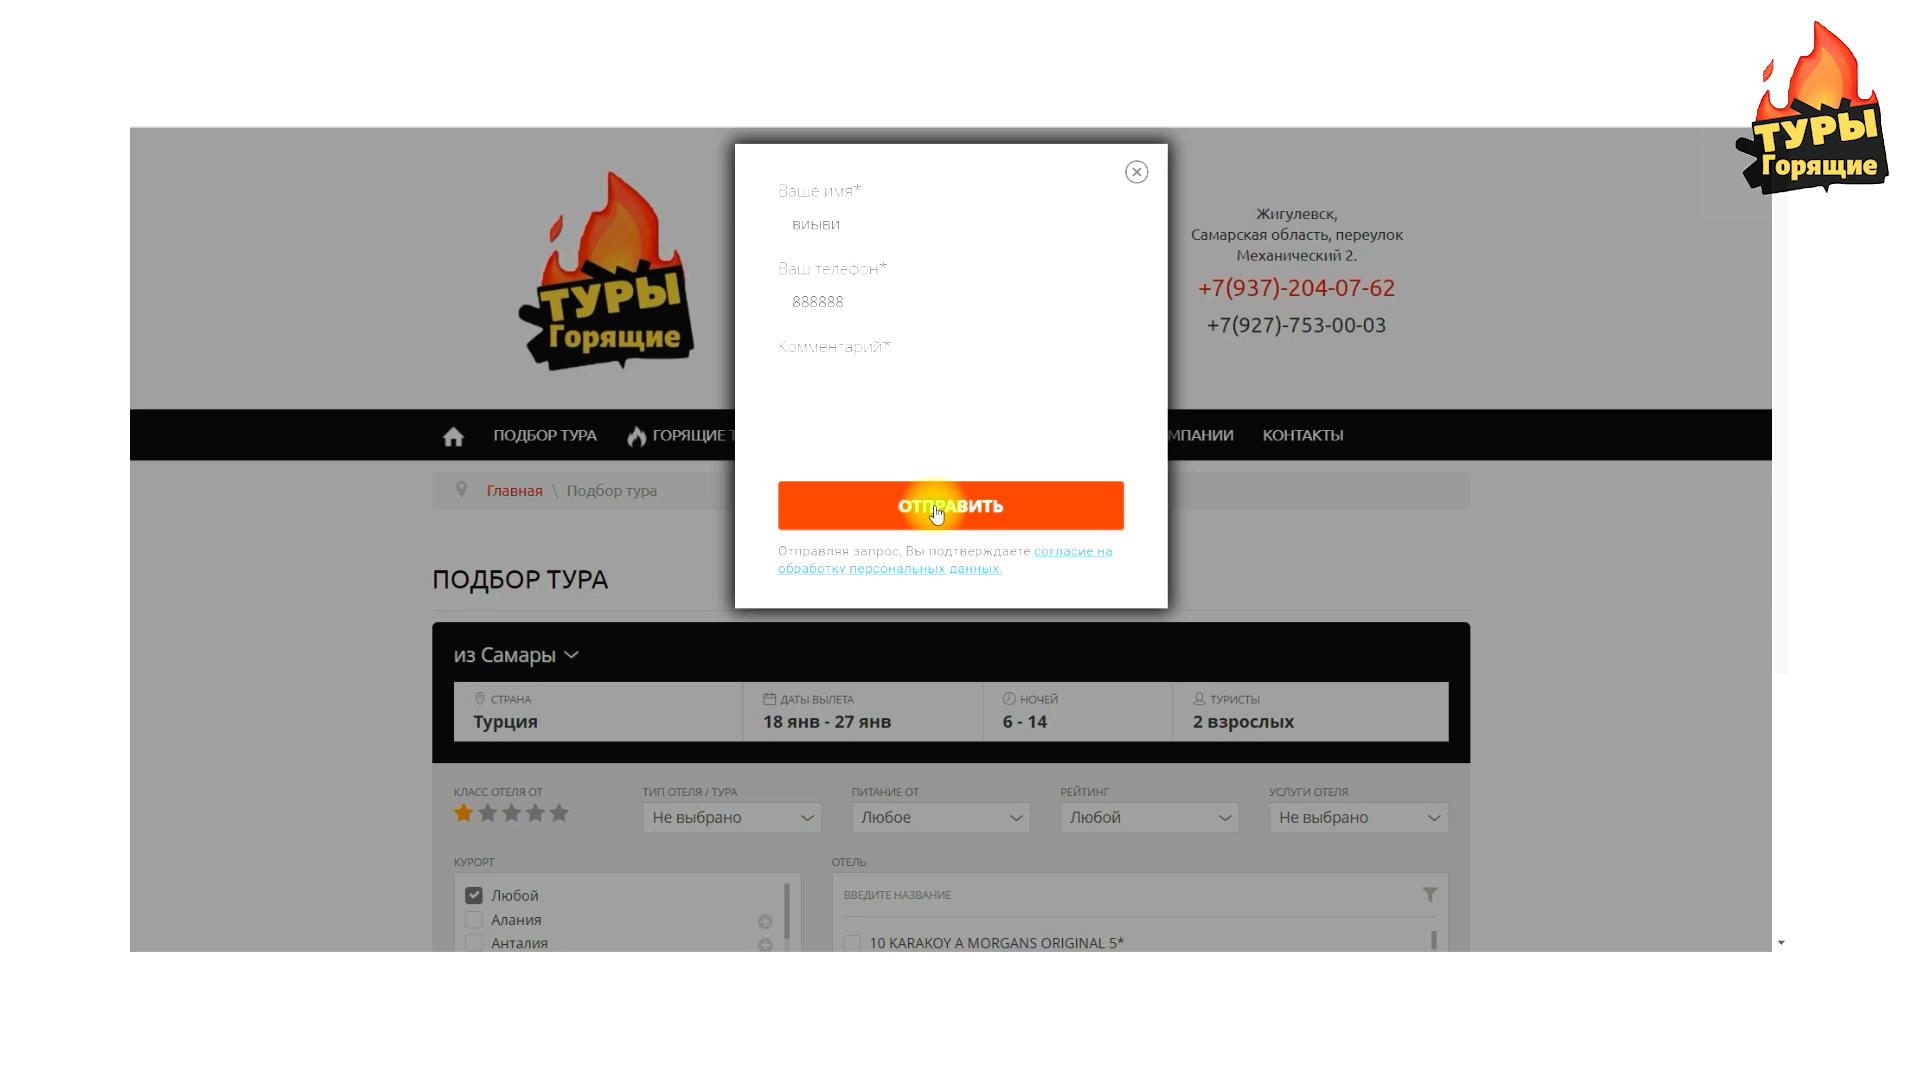 ТУРЫ
Горящие
ТУРЫ
Горящие
Жигулевск,
Самарская область, переулок
Механический 2.
+7(937)-204-07-62
+7(927)-753-00-03
Ваше имя*
виыви
Ваш телефон*
888888
Комментарий*
ОТПРАВИТЬ
Отправляя запрос, Вы подтверждаете согласие на
обработку персональных данных.
ПОДБОР ТУРА ГОРЯЩИЕ Т МПАНИИ КОНТАКТЫ
Главная \ Подбор тура
ПОДБОР ТУРА
из Самары
СТРАНА ДАТЫ ВЫЛЕТА НОЧЕЙ ТУРИСТЫ
Турция 18 янв - 27 янв 6 - 14 2 взрослых
КЛАСС ОТЕЛЯ ОТ ТИП ОТЕЛЯ / ТУРА ПИТАНИЕ ОТ РЕЙТИНГ УСЛУГИ ОТЕЛЯ
Не выбрано Любое Любой Не выбрано
КУРОРТ ОТЕЛЬ
Любой ВВЕДИТЕ НАЗВАНИЕ
Алания
Анталия 10 KARAKOY A MORGANS ORIGINAL 5*